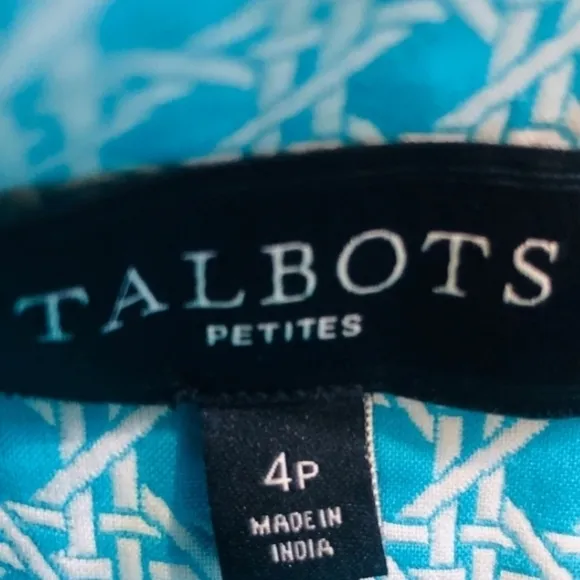 TALBOTS
PETITES
4P
MADE IN
INDIA